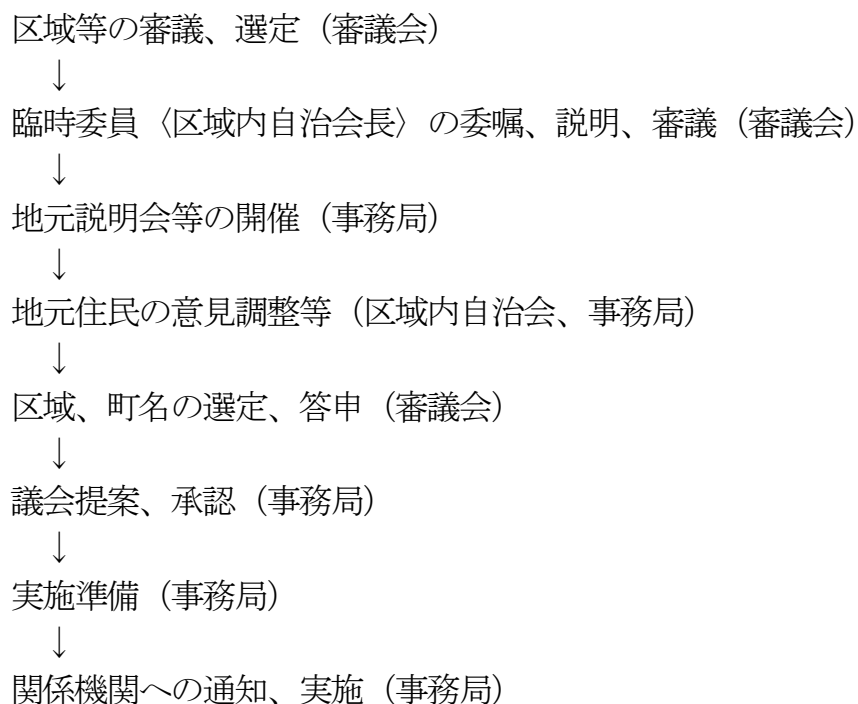 区域等の審議、選定（審議会）
↓
臨時委員〈区域内自治会長〉の委嘱、説明、審議（審議会）
↓
地元説明会等の開催（事務局）
↓
地元住民の意見調整等（区域内自治会、事務局）
↓
区域、町名の選定、答申（審議会）
↓
議会提案、承認（事務局）
↓
実施準備（事務局）
↓
関係機関への通知、実施（事務局）